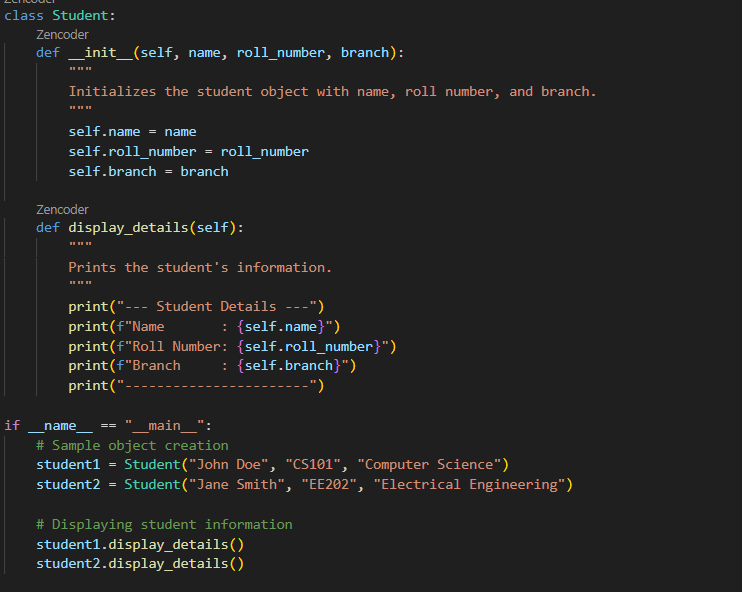 Zencoder
class Student:
Zencoder
    def __init__(self, name, roll_number, branch):
        """
        Initializes the student object with name, roll number, and branch.
        """
        self.name = name
        self.roll_number = roll_number
        self.branch = branch
Zencoder
    def display_details(self):
        """
        Prints the student's information.
        """
        print("--- Student Details ---")
        print(f"Name       : {self.name}")
        print(f"Roll Number: {self.roll_number}")
        print(f"Branch     : {self.branch}")
        print("-----------------------")
if __name__ == "__main__":
    # Sample object creation
    student1 = Student("John Doe", "CS101", "Computer Science")
    student2 = Student("Jane Smith", "EE202", "Electrical Engineering")
    # Displaying student information
    student1.display_details()
    student2.display_details()